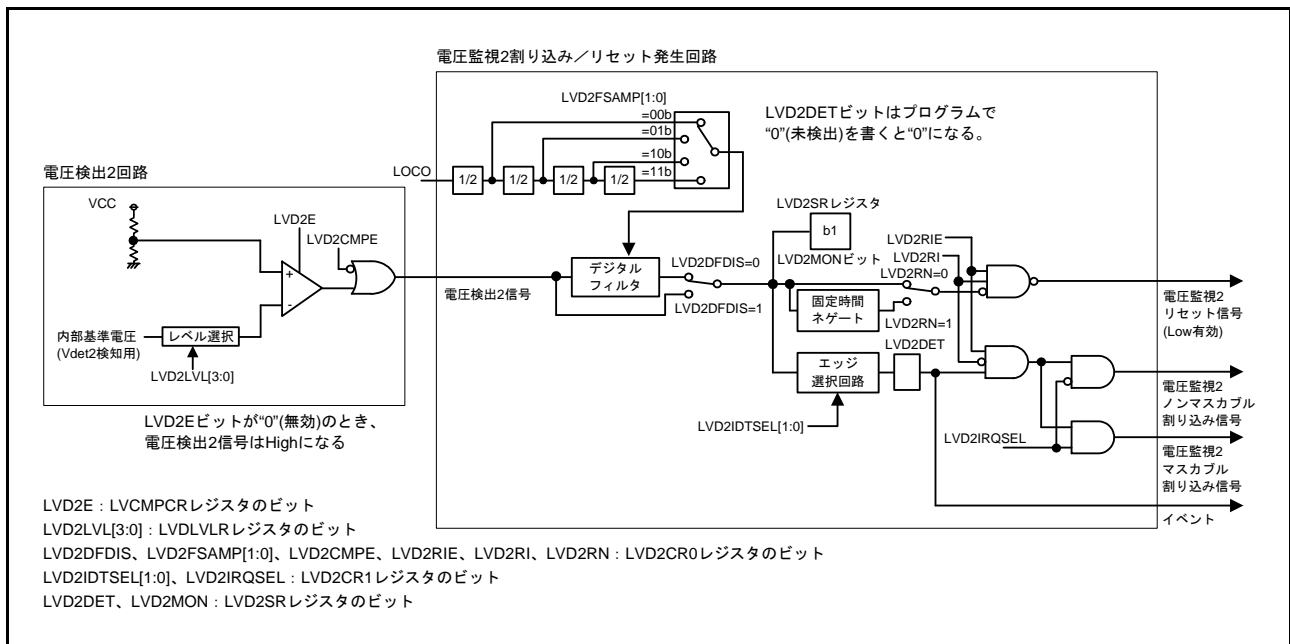 電圧監視2割り込み／リセット発生回路
LVD2FSAMP[1:0]
=00b
=01b
=10b
=11b
LOCO
1/2
1/2
1/2
1/2
LVD2DETビットはプログラムで
“0”(未検出)を書くと“0”になる。
電圧検出2回路
VCC
LVD2E
LVD2CMPE
+
-
内部基準電圧
(Vdet2検知用)
レベル選択
LVD2LVL[3:0]
LVD2Eビットが“0”(無効)のとき、
電圧検出2信号はHighになる
電圧検出2信号
デジタル
フィルタ
LVD2DFDIS=0
LVD2DFDIS=1
LVD2SRレジスタ
b1
LVD2MONビット
LVD2RIE
LVD2RI
LVD2RN=0
固定時間
ネゲート
LVD2RN=1
LVD2DET
エッジ
選択回路
LVD2IDTSEL[1:0]
LVD2IRQSEL
電圧監視2
リセット信号
(Low有効)
電圧監視2
ノンマスカブル
割り込み信号
電圧監視2
マスカブル
割り込み信号
イベント
LVD2E：LVCMPCRレジスタのビット
LVD2LVL[3:0]：LVDLVLRレジスタのビット
LVD2DFDIS、LVD2FSAMP[1:0]、LVD2CMPE、LVD2RIE、LVD2RI、LVD2RN：LVD2CR0レジスタのビット
LVD2IDTSEL[1:0]、LVD2IRQSEL：LVD2CR1レジスタのビット
LVD2DET、LVD2MON：LVD2SRレジスタのビット